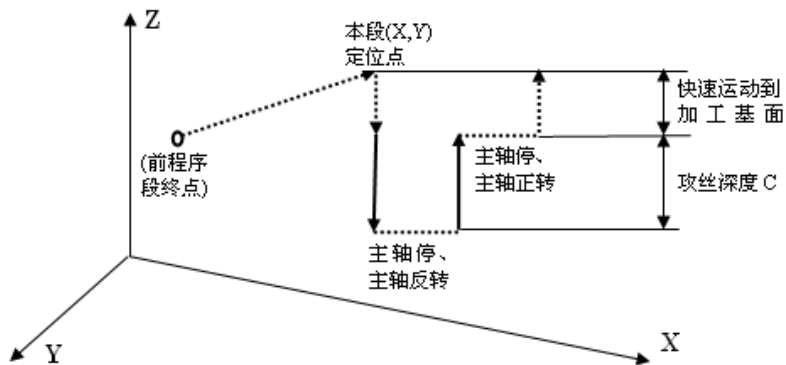 Z
本段(X,Y)
定位点
快速运动到
加工基面
(前程序
段终点)
主轴停、
主轴正转
攻丝深度 C
主轴停、
主轴反转
X
Y